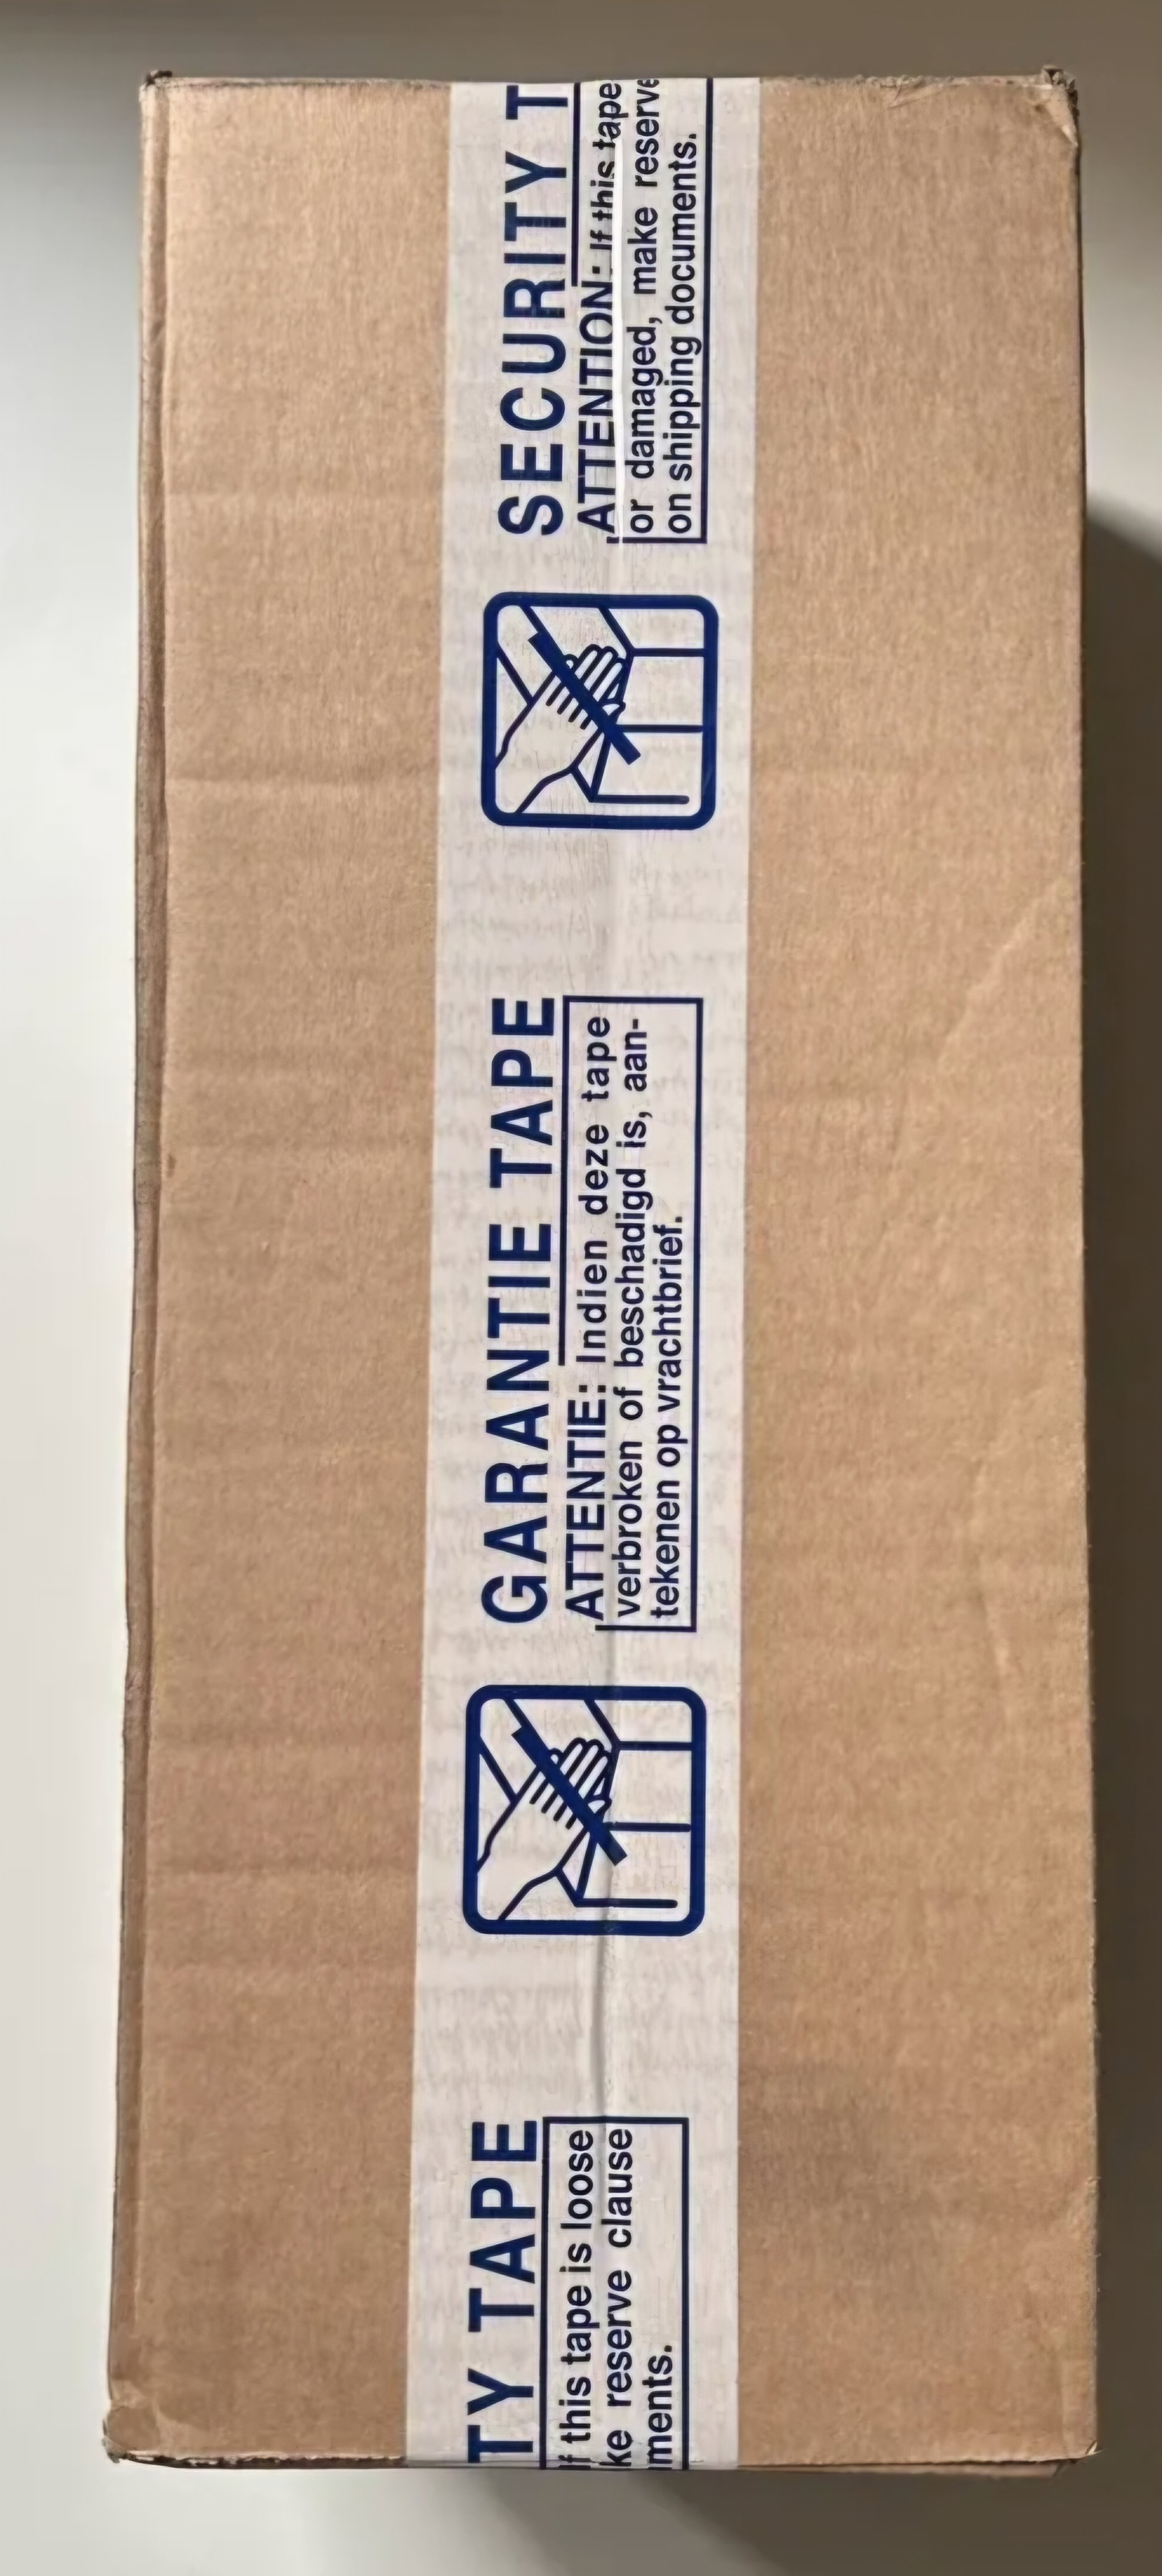 TY TAPE
f this tape is loose
ke reserve clause
ments.
GARANTIE TAPE
ATTENTIE: Indien deze tape
verbroken of beschadigd is, aan-
tekenen op vrachtbrief.
SECURITY T
ATTENTION: If this tape
or damaged, make reserve
on shipping documents.